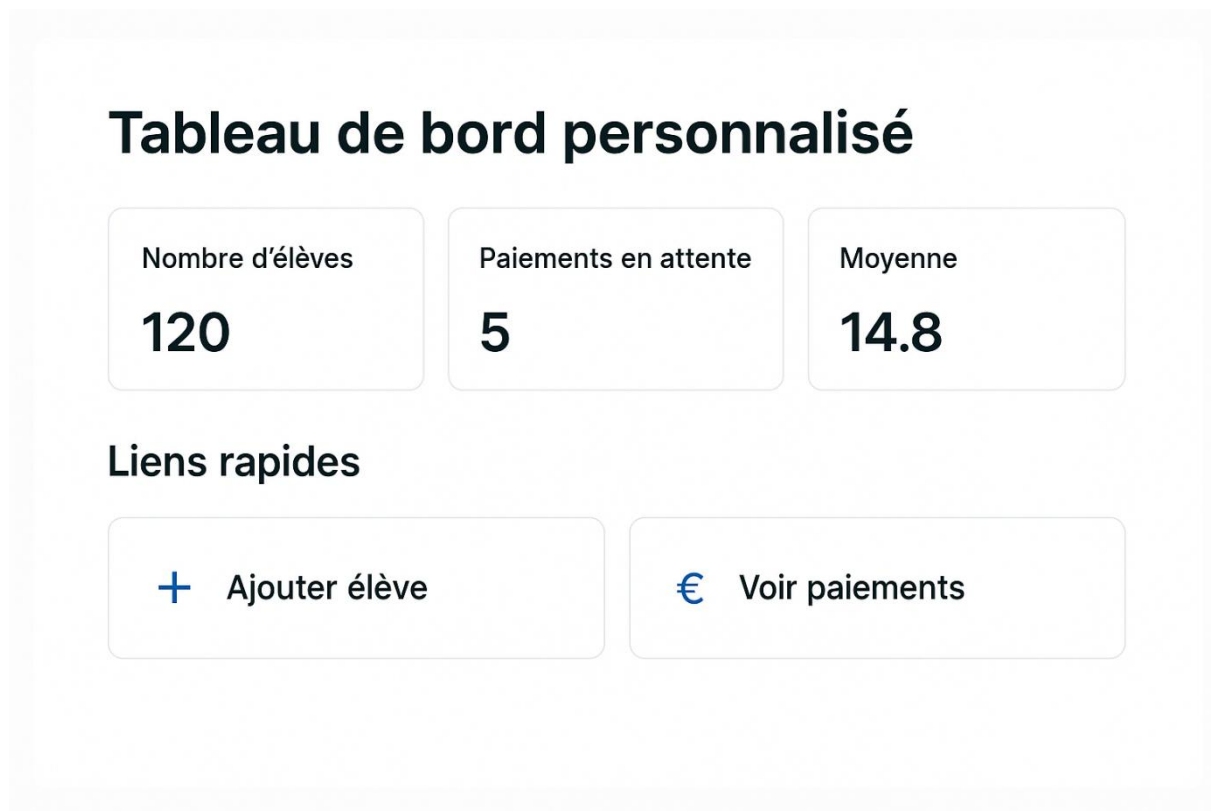 Tableau de bord personnalisé
Nombre d’élèves
120
Paiements en attente
5
Moyenne
14.8
Liens rapides
+ Ajouter élève
€ Voir paiements